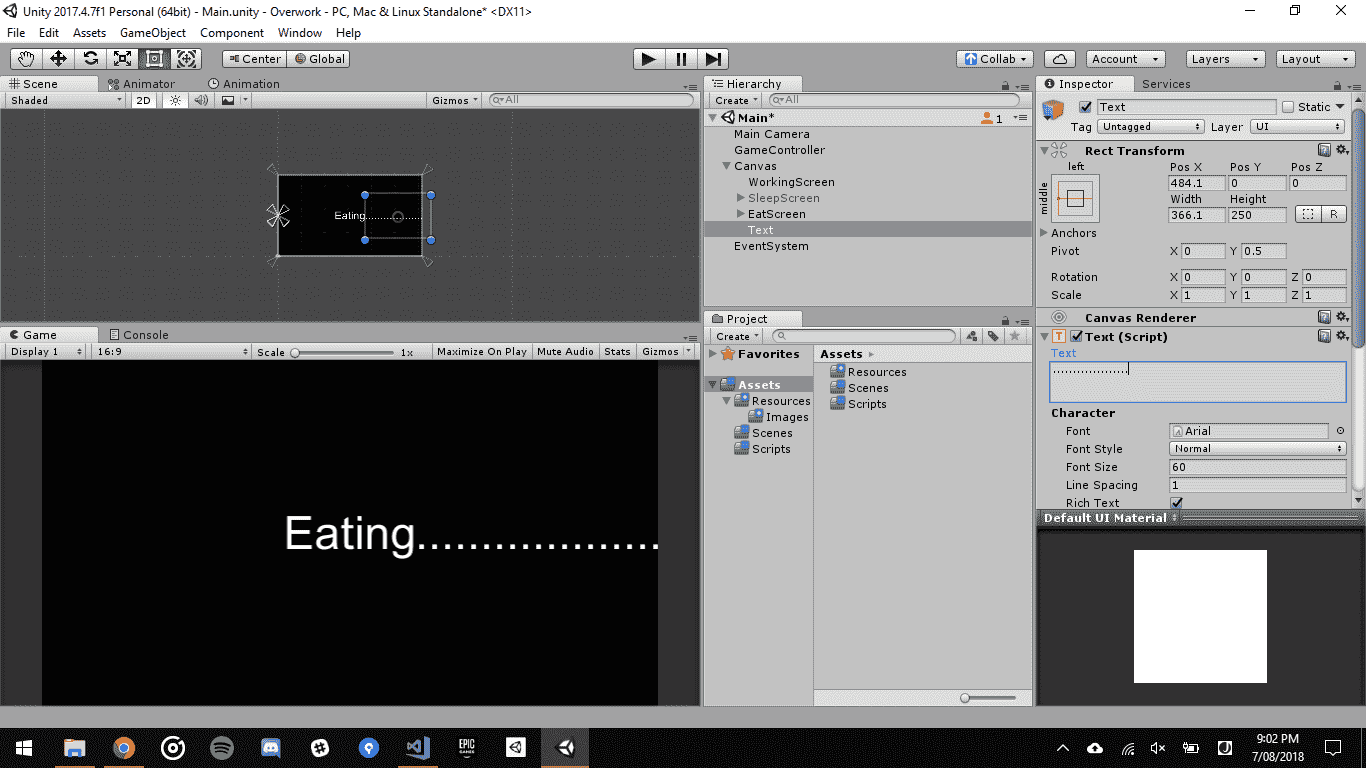 Unity 2017.4.7f1 Personal (64bit) - Main.unity - Overwork - PC, Mac & Linux Standalone* <DX11>
File Edit Assets GameObject Component Window Help
Center Global Collab Account Layers Layout
Scene Animator Animation
Shaded 2D Gizmos All
Eating...................
Game Console
Display 1 16:9 Scale 1x Maximize On Play Mute Audio Stats Gizmos
Eating...................
Hierarchy
Create All
Main* 1
Main Camera
GameController
Canvas
WorkingScreen
SleepScreen
EatScreen
Text
EventSystem
Project
Create
Favorites
Assets
Resources
Images
Scenes
Scripts
Assets
Resources
Scenes
Scripts
Inspector Services
Text Static
Tag Untagged Layer UI
Rect Transform
left
middle
Pos X Pos Y Pos Z
484.1 0 0
Width Height
366.1 250 R
Anchors
Pivot X 0 Y 0.5
Rotation X 0 Y 0 Z 0
Scale X 1 Y 1 Z 1
Canvas Renderer
Text (Script)
Text
...................
Character
Font Arial
Font Style Normal
Font Size 60
Line Spacing 1
Rich Text
Default UI Material
EPIC
GAMES
9:02 PM
7/08/2018